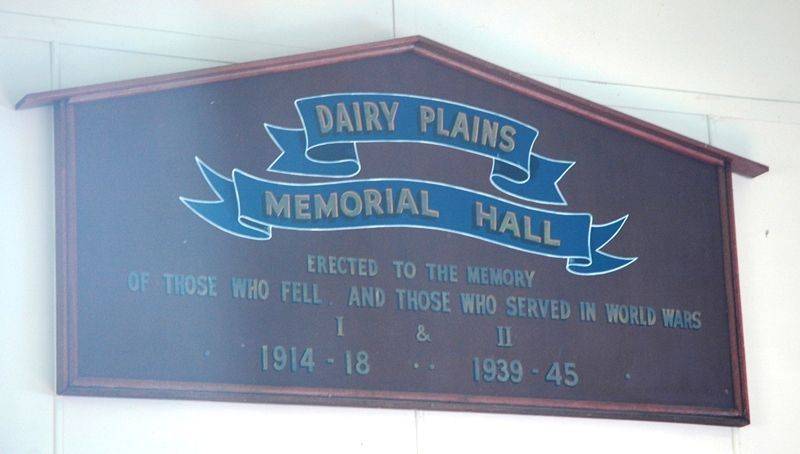 DAIRY PLAINS
MEMORIAL HALL
ERECTED TO THE MEMORY
OF THOSE WHO FELL . AND THOSE WHO SERVED IN WORLD WARS
I & II
1914 - 18 · · 1939 - 45